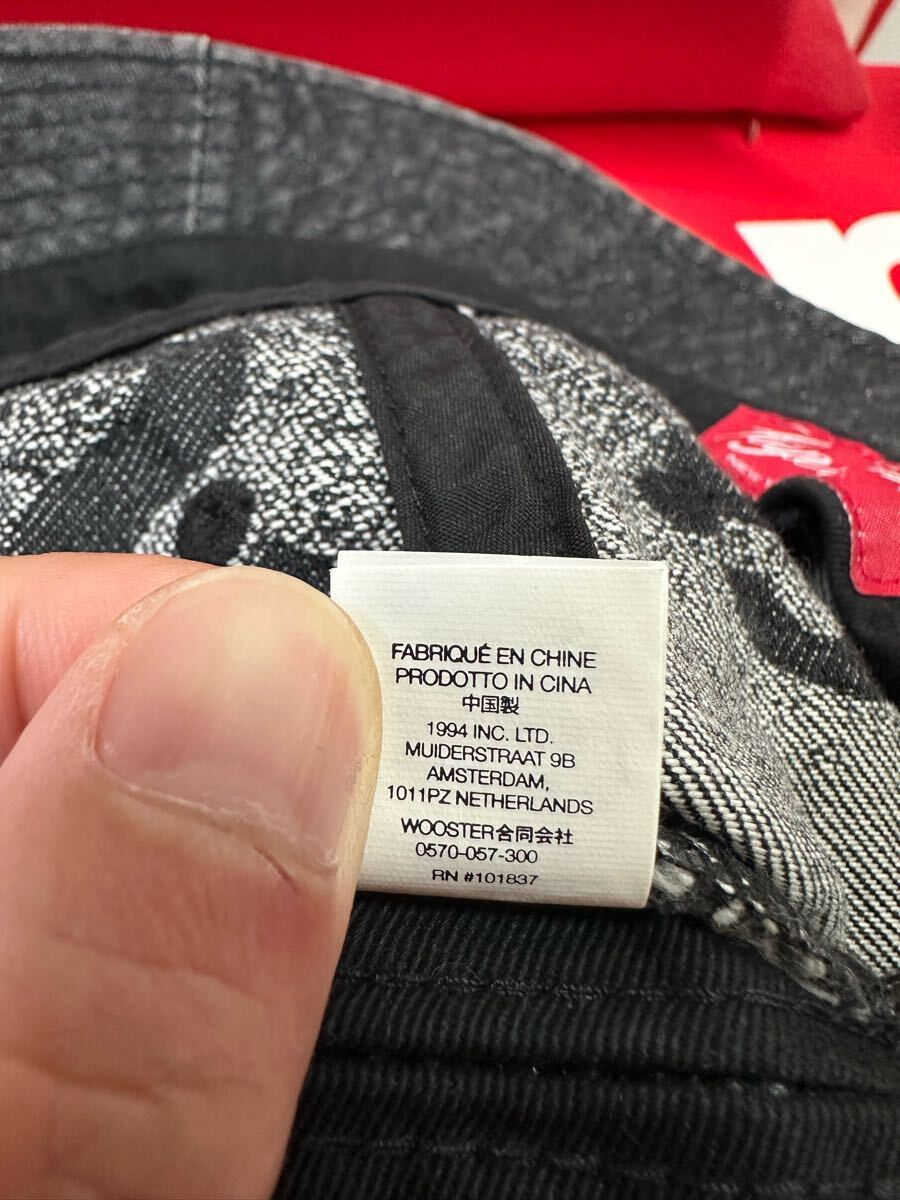 FABRIQUÉ EN CHINE
PRODOTTO IN CINA
中国製
1994 INC. LTD.
MUIDERSTRAAT 9B
AMSTERDAM,
1011PZ NETHERLANDS
WOOSTER合同会社
0570-057-300
RN #101837